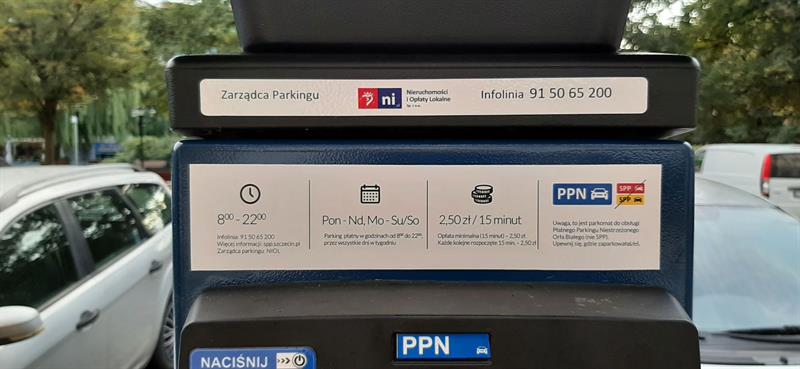 Zarządca Parkingu
ni
Nieruchomości
i Opłaty Lokalne
Sp. z o.o.
Infolinia 91 50 65 200
8⁰⁰ - 22⁰⁰
Infolinia: 91 50 65 200
Więcej informacji: spp.szczecin.pl
Zarządca parkingu: NiOL
Pon - Nd, Mo - Su/So
Parking płatny w godzinach od 8⁰⁰ do 22⁰⁰,
przez wszystkie dni w tygodniu
2,50 zł / 15 minut
Opłata minimalna (15 minut) – 2,50 zł.
Każde kolejne rozpoczęte 15 min. - 2,50 zł
PPN
SPP
SPP
Uwaga, to jest parkomat do obsługi
Płatnego Parkingu Niestrzeżonego
Orła Białego (nie SPP).
Upewnij się, gdzie zaparkowałeś/aś.
PPN
NACIŚNIJ >>>